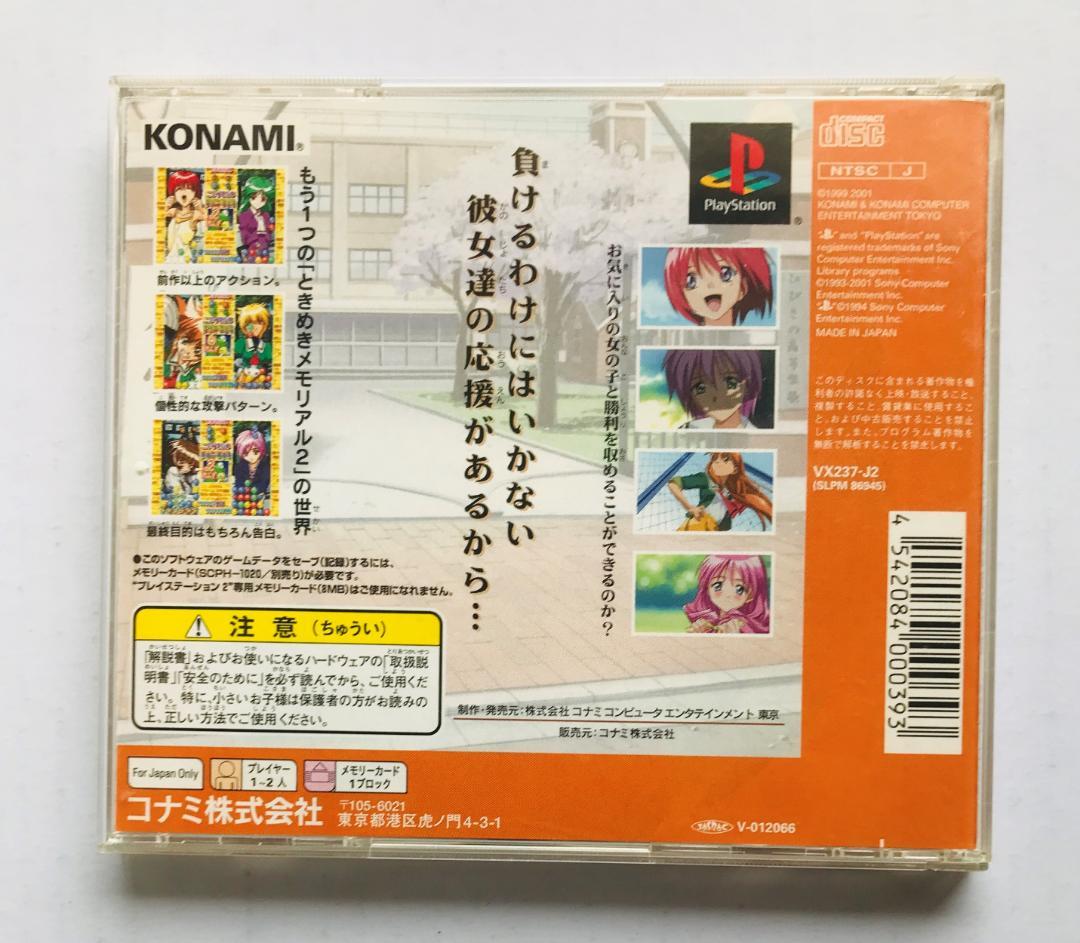 KONAMI®
もう1つの「ときめきメモリアル2」の世界
前作以上のアクション。
個性的な攻撃パターン。
最終目的はもちろん告白。
負けるわけにはいかない
彼女達の応援があるから…
お気に入りの女の子と勝利を収めることができるのか?
PlayStation
®
●このソフトウェアのゲームデータをセーブ(記録)するには、
メモリーカード(SCPH-1020/別売り)が必要です。
*"プレイステーション 2"専用メモリーカード(8MB)はご使用になれません。
注意(ちゅうい)
「解説書」およびお使いになるハードウェアの「取扱説
明書」「安全のために」を必ず読んでから、ご使用くだ
さい。特に、小さいお子様は保護者の方がお読みの
上、正しい方法でご使用ください。
制作・発売元:株式会社 コナミコンピュータ エンタテインメント 東京
販売元:コナミ株式会社
COMPACT
disc
NTSC J
©1999 2001
KONAMI & KONAMI COMPUTER
ENTERTAINMENT TOKYO
and "PlayStation" are
registered trademarks of Sony
Computer Entertainment Inc.
Library programs
©1993-2001 Sony Computer
Entertainment Inc.
©1994 Sony Computer
Entertainment Inc.
MADE IN JAPAN
このディスクに含まれる著作物を権
利者の許諾なく上映・放送すること、
複製すること、賃貸業に使用するこ
と、および中古販売することを禁止
します。また、プログラム著作物を
無断で解析することを禁止します。
VX237-J2
(SLPM 86945)
4 542084 000393
For Japan Only
プレイヤー
1~2人
メモリーカード
1ブロック
コナミ株式会社
〒105-6021
東京都港区虎ノ門4-3-1
V-012066